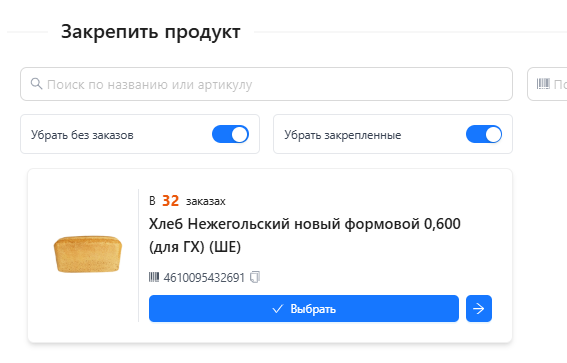 Закрепить продукт
Поиск по названию или артикулу
Убрать без заказов
Убрать закрепленные
В 32 заказах
Хлеб Нежегольский новый формовой 0,600
(для ГХ) (ШЕ)
4610095432691
Выбрать